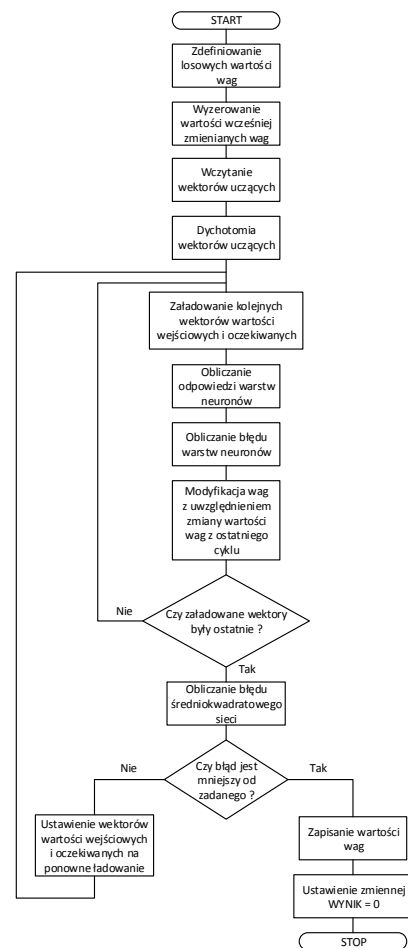 START
Zdefiniowanie
losowych wartości
wag
Wyzerowanie
wartości wcześniej
zmienianych wag
Wczytanie
wektorów uczących
Dychotomia
wektorów uczących
Załadowanie kolejnych
wektorów wartości
wejściowych i oczekiwanych
Obliczanie
odpowiedzi warstw
neuronów
Obliczanie błędu
warstw neuronów
Modyfikacja wag
z uwzględnieniem
zmiany wartości
wag z ostatniego
cyklu
Nie
Czy załadowane wektory
były ostatnie ?
Tak
Obliczanie błędu
średniokwadratowego
sieci
Nie
Czy błąd jest
mniejszy od
zadanego ?
Tak
Ustawienie wektorów
wartości wejściowych
i oczekiwanych na
ponowne ładowanie
Zapisanie wartości
wag
Ustawienie zmiennej
WYNIK = 0
STOP